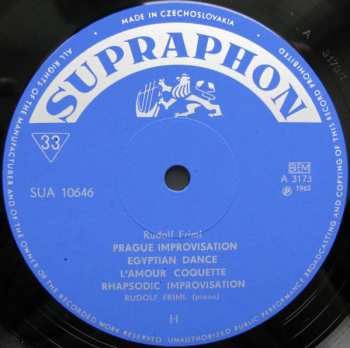 MADE IN CZECHOSLOVAKIA
ALL RIGHTS OF THE MANUFACTURER AND OF THE OWNER OF THE RECORDED WORK RESERVED. UNAUTHORIZED PUBLIC PERFORMANCE BROADCASTING AND COPYING OF THIS RECORD PROHIBITED
SUPRAPHON
33
SUA 10646
A 3173
℗ 1965
Rudolf Friml
PRAGUE IMPROVISATION
EGYPTIAN DANCE
L'AMOUR COQUETTE
RHAPSODIC IMPROVISATION
RUDOLF FRIML (piano)
H